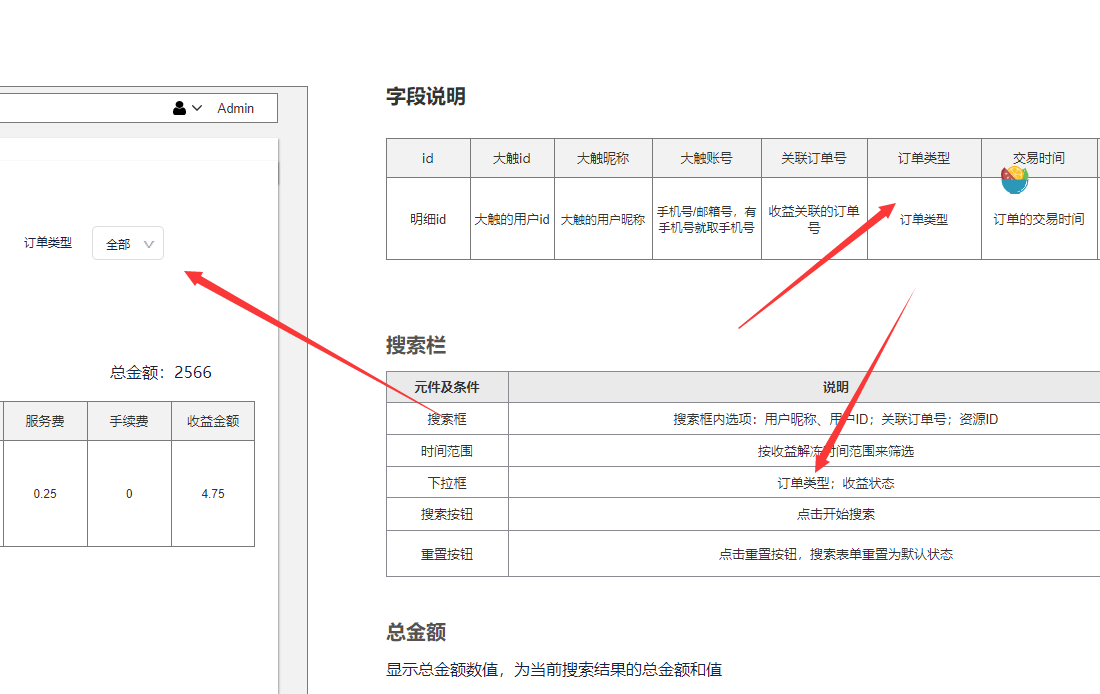 Admin
订单类型 全部
总金额：2566
服务费 手续费 收益金额
0.25 0 4.75
字段说明
id 大触id 大触昵称 大触账号 关联订单号 订单类型 交易时间
明细id 大触的用户id 大触的用户昵称 手机号/邮箱号，有 收益关联的订单 订单类型 订单的交易时间
手机号就取手机号 号
搜索栏
元件及条件 说明
搜索框 搜索框内选项：用户昵称、用户ID；关联订单号；资源ID
时间范围 按收益解冻时间范围来筛选
下拉框 订单类型；收益状态
搜索按钮 点击开始搜索
重置按钮 点击重置按钮，搜索表单重置为默认状态
总金额
显示总金额数值，为当前搜索结果的总金额和值